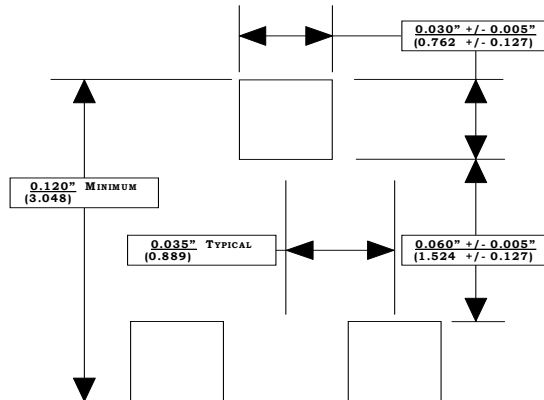 0.030” +/- 0.005”
(0.762 +/- 0.127)
0.120” MINIMUM
(3.048)
0.035” TYPICAL
(0.889)
0.060” +/- 0.005”
(1.524 +/- 0.127)